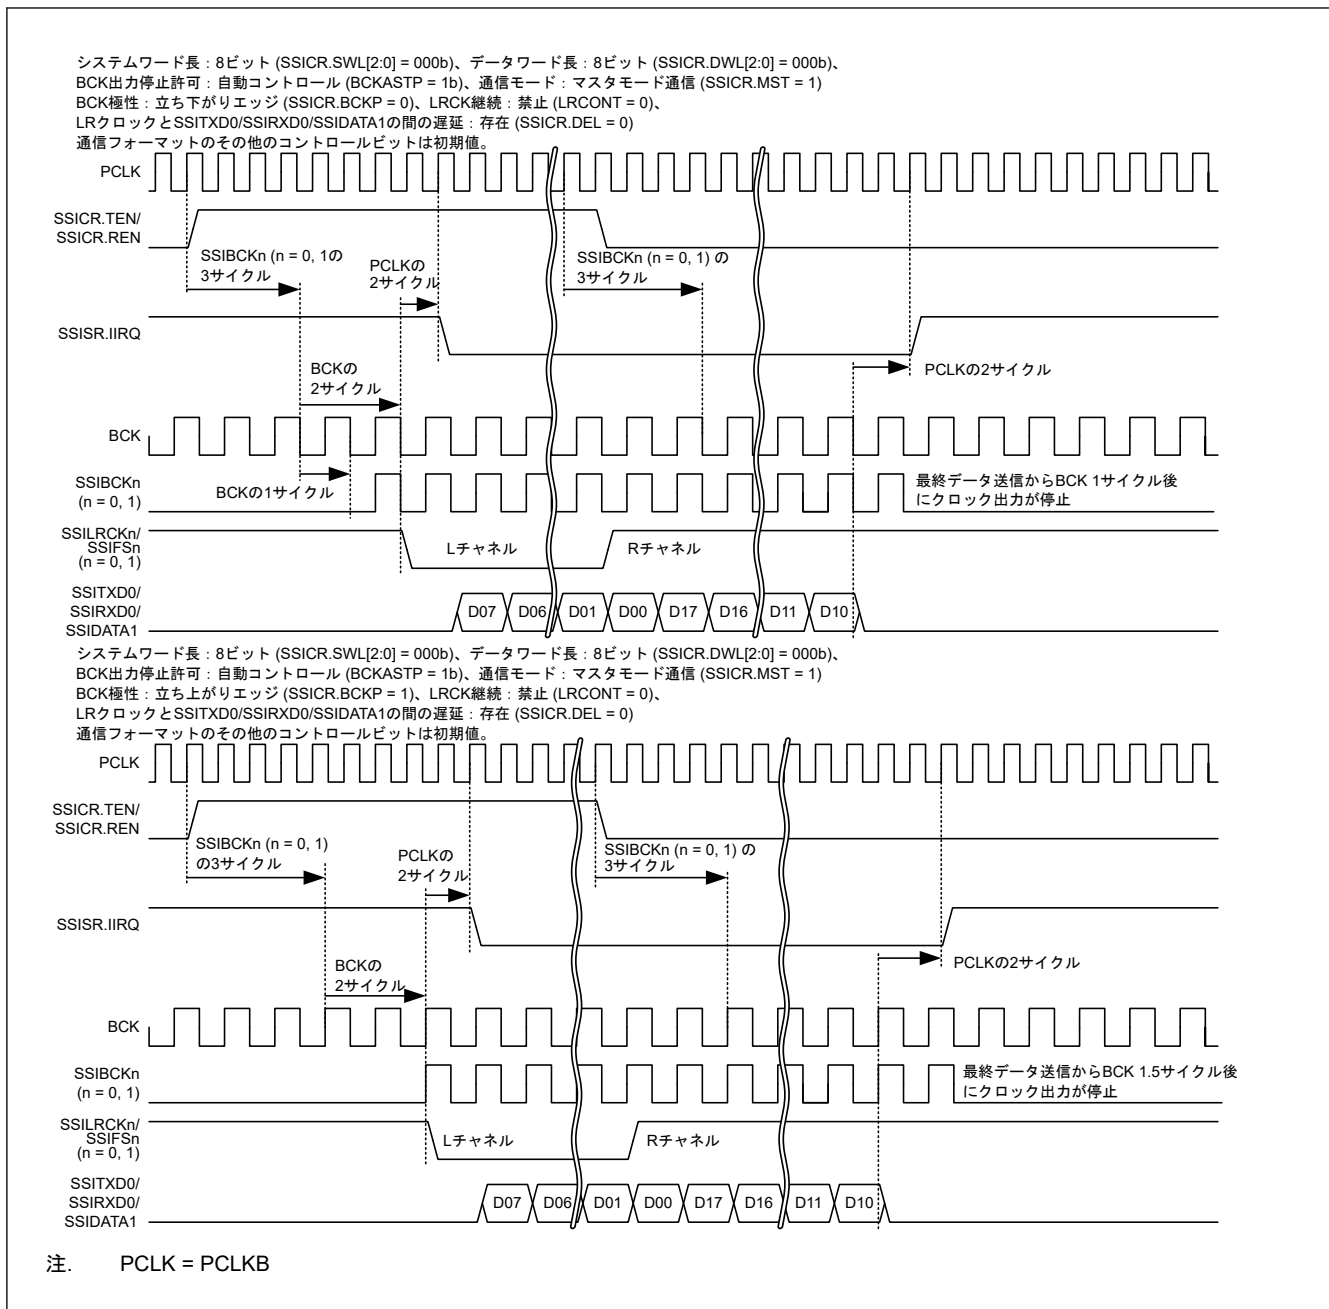 システムワード長：8ビット (SSICR.SWL[2:0] = 000b)、データワード長：8ビット (SSICR.DWL[2:0] = 000b)、
BCK出力停止許可：自動コントロール (BCKASTP = 1b)、通信モード：マスタモード通信 (SSICR.MST = 1)
BCK極性：立ち下がりエッジ (SSICR.BCKP = 0)、LRCK継続：禁止 (LRCONT = 0)、
LRクロックとSSITXD0/SSIRXD0/SSIDATA1の間の遅延：存在 (SSICR.DEL = 0)
通信フォーマットのその他のコントロールビットは初期値。
PCLK
SSICR.TEN/
SSICR.REN
SSIBCKn (n = 0, 1の
3サイクル
PCLKの
2サイクル
SSIBCKn (n = 0, 1) の
3サイクル
SSISR.IIRQ
BCKの
2サイクル
PCLKの2サイクル
BCK
BCKの1サイクル
SSIBCKn
(n = 0, 1)
最終データ送信からBCK 1サイクル後
にクロック出力が停止
SSILRCKn/
SSIFSn
(n = 0, 1)
Lチャネル
Rチャネル
SSITXD0/
SSIRXD0/
SSIDATA1
D07 D06 D01 D00 D17 D16 D11 D10
システムワード長：8ビット (SSICR.SWL[2:0] = 000b)、データワード長：8ビット (SSICR.DWL[2:0] = 000b)、
BCK出力停止許可：自動コントロール (BCKASTP = 1b)、通信モード：マスタモード通信 (SSICR.MST = 1)
BCK極性：立ち上がりエッジ (SSICR.BCKP = 1)、LRCK継続：禁止 (LRCONT = 0)、
LRクロックとSSITXD0/SSIRXD0/SSIDATA1の間の遅延：存在 (SSICR.DEL = 0)
通信フォーマットのその他のコントロールビットは初期値。
PCLK
SSICR.TEN/
SSICR.REN
SSIBCKn (n = 0, 1)
の3サイクル
PCLKの
2サイクル
SSIBCKn (n = 0, 1) の
3サイクル
SSISR.IIRQ
BCKの
2サイクル
PCLKの2サイクル
BCK
SSIBCKn
(n = 0, 1)
最終データ送信からBCK 1.5サイクル後
にクロック出力が停止
SSILRCKn/
SSIFSn
(n = 0, 1)
Lチャネル
Rチャネル
SSITXD0/
SSIRXD0/
SSIDATA1
D07 D06 D01 D00 D17 D16 D11 D10
注. PCLK = PCLKB